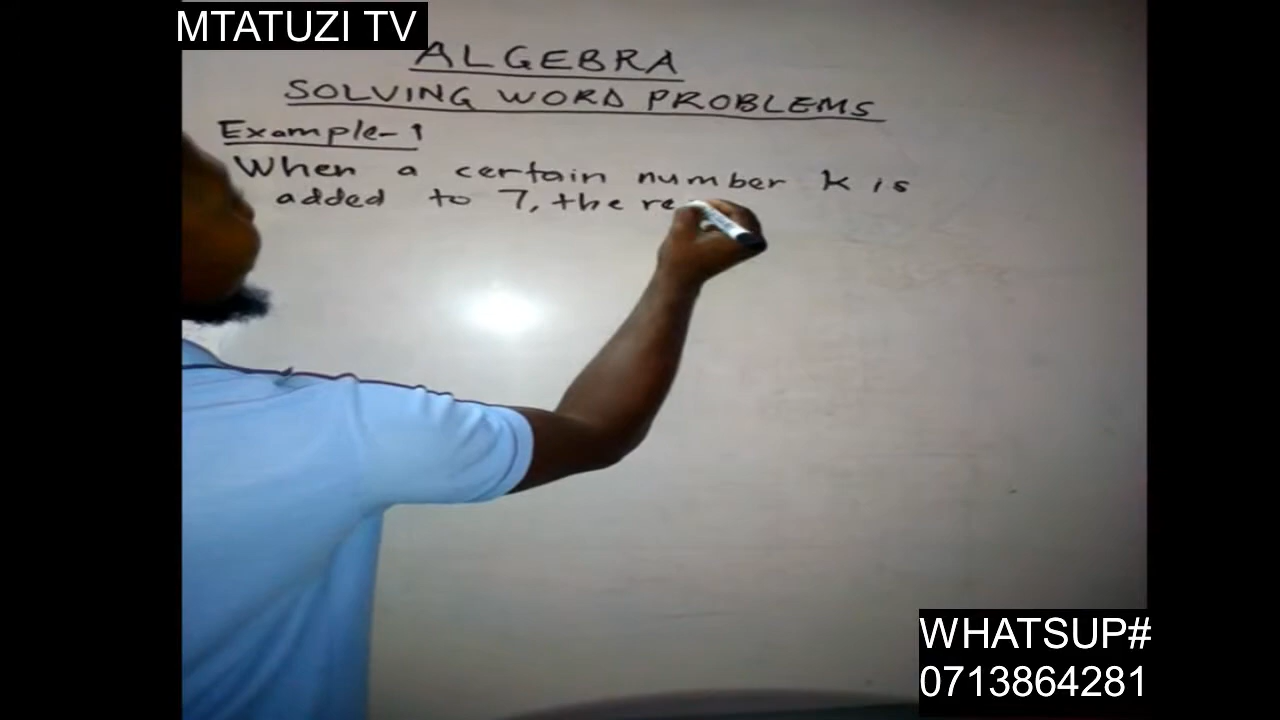 MTATUZI TV
ALGEBRA
SOLVING WORD PROBLEMS
Example-1
When a certain number k is
added to 7, the re
WHATSUP#
0713864281